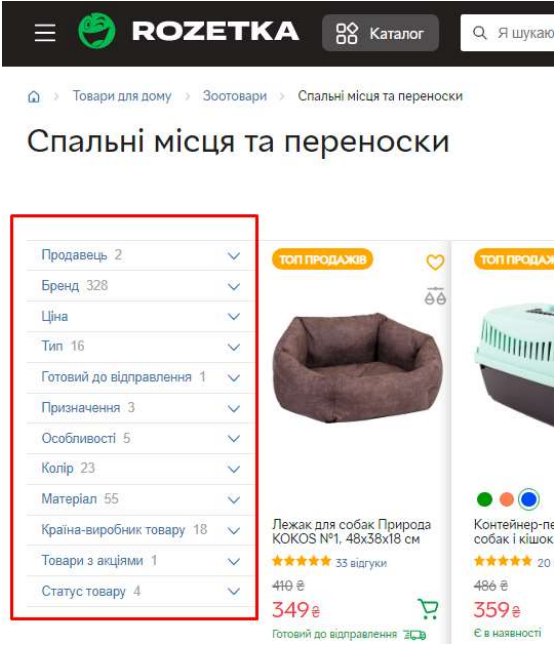 ROZETKA
Каталог
Я шукаю
Товари для дому > Зоотовари > Спальні місця та переноски
Спальні місця та переноски
Продавець 2
Бренд 328
Ціна
Тип 16
Готовий до відправлення 1
Призначення 3
Особливості 5
Колір 23
Матеріал 55
Країна-виробник товару 18
Товари з акціями 1
Статус товару 4
ТОП ПРОДАЖІВ
Лежак для собак Природа
KOKOS №1, 48x38x18 см
33 відгуки
410 ₴
349 ₴
Готовий до відправлення
ТОП ПРОДАЖ
Контейнер-пе
собак і кішок
20
486 ₴
359 ₴
Є в наявності